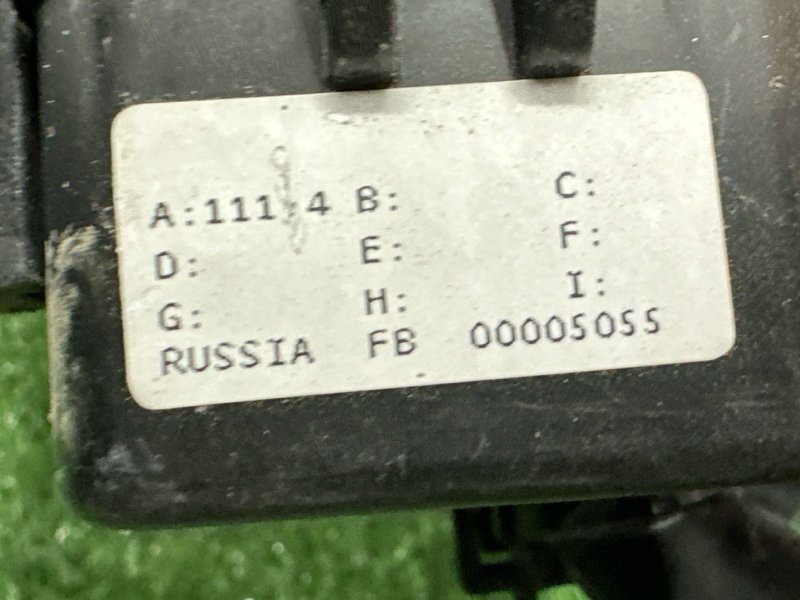 A:111.4 B: C:
D: E: F:
G: H: I:
RUSSIA FB 00005055